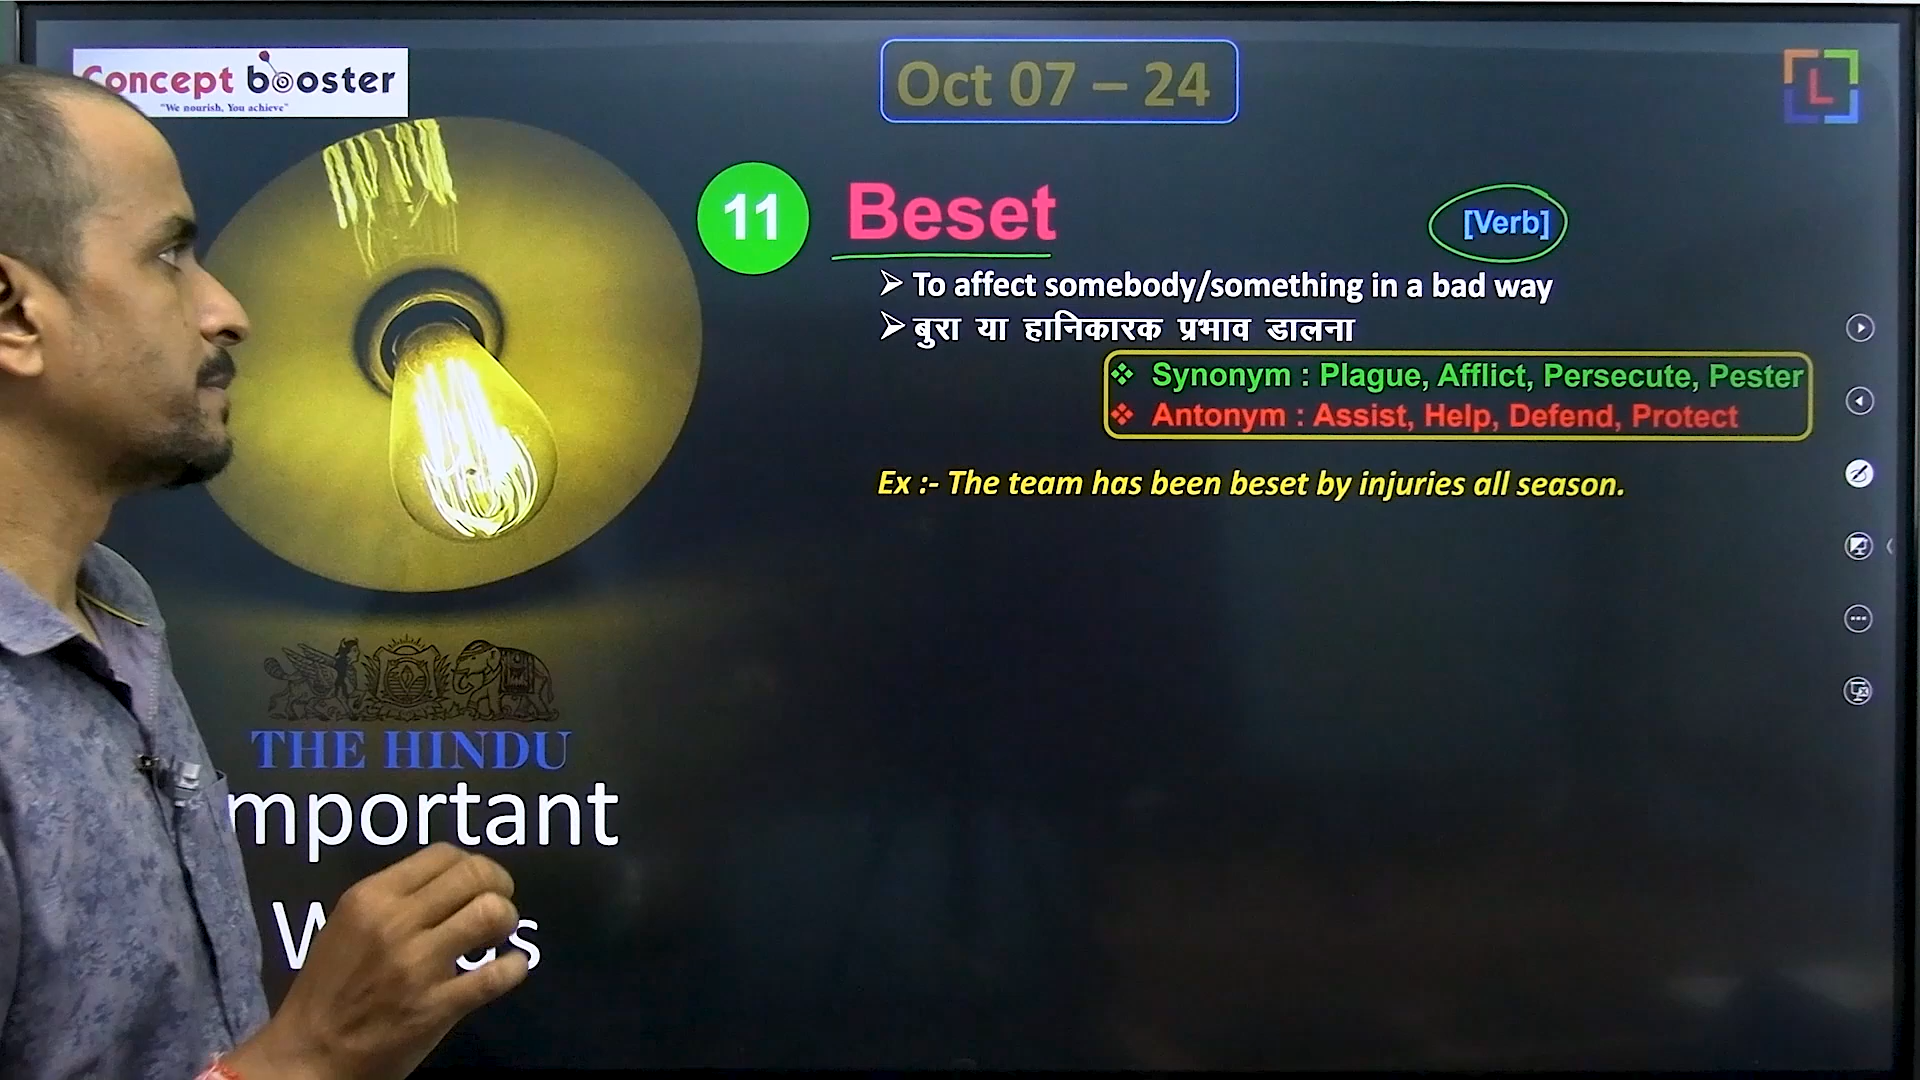 Concept booster
"We nourish, You achieve"
Oct 07 – 24
L
11 Beset [Verb]
➢ To affect somebody/something in a bad way
➢ बुरा या हानिकारक प्रभाव डालना
❖ Synonym : Plague, Afflict, Persecute, Pester
❖ Antonym : Assist, Help, Defend, Protect
Ex :- The team has been beset by injuries all season.
THE HINDU
mportant